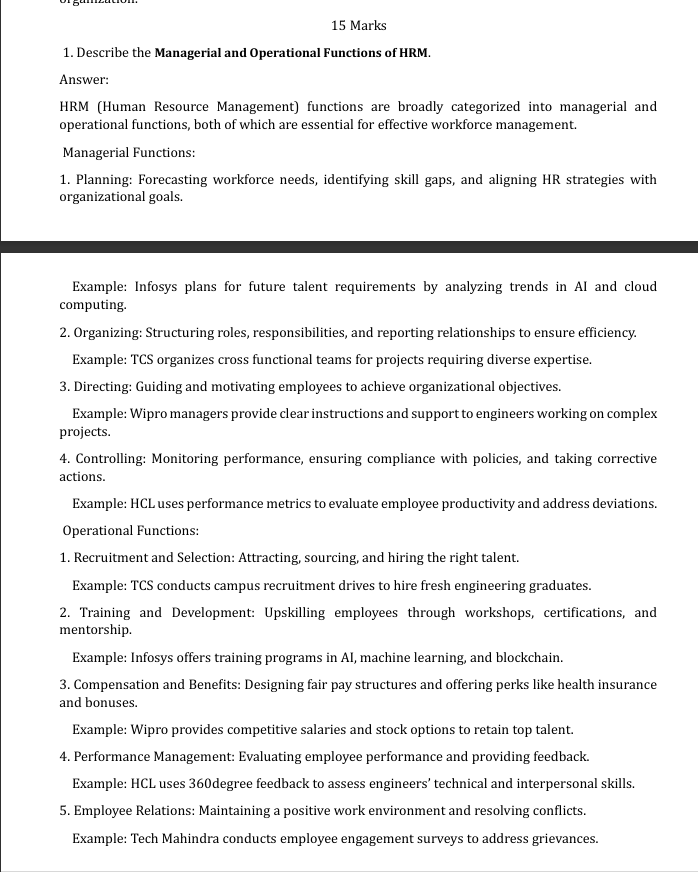 organization.
15 Marks
1. Describe the Managerial and Operational Functions of HRM.
Answer:
HRM (Human Resource Management) functions are broadly categorized into managerial and
operational functions, both of which are essential for effective workforce management.
Managerial Functions:
1. Planning: Forecasting workforce needs, identifying skill gaps, and aligning HR strategies with
organizational goals.
Example: Infosys plans for future talent requirements by analyzing trends in AI and cloud
computing.
2. Organizing: Structuring roles, responsibilities, and reporting relationships to ensure efficiency.
Example: TCS organizes cross functional teams for projects requiring diverse expertise.
3. Directing: Guiding and motivating employees to achieve organizational objectives.
Example: Wipro managers provide clear instructions and support to engineers working on complex
projects.
4. Controlling: Monitoring performance, ensuring compliance with policies, and taking corrective
actions.
Example: HCL uses performance metrics to evaluate employee productivity and address deviations.
Operational Functions:
1. Recruitment and Selection: Attracting, sourcing, and hiring the right talent.
Example: TCS conducts campus recruitment drives to hire fresh engineering graduates.
2. Training and Development: Upskilling employees through workshops, certifications, and
mentorship.
Example: Infosys offers training programs in AI, machine learning, and blockchain.
3. Compensation and Benefits: Designing fair pay structures and offering perks like health insurance
and bonuses.
Example: Wipro provides competitive salaries and stock options to retain top talent.
4. Performance Management: Evaluating employee performance and providing feedback.
Example: HCL uses 360degree feedback to assess engineers’ technical and interpersonal skills.
5. Employee Relations: Maintaining a positive work environment and resolving conflicts.
Example: Tech Mahindra conducts employee engagement surveys to address grievances.